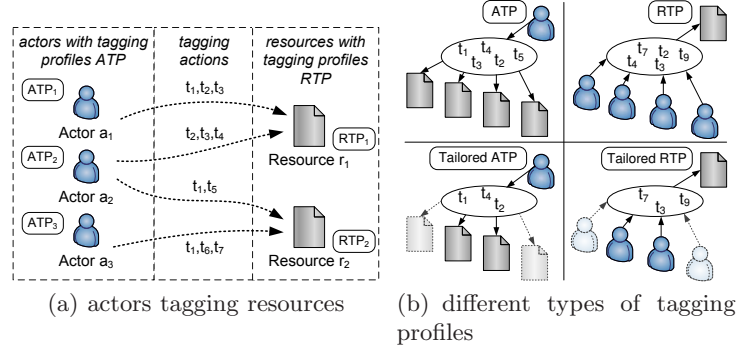 actors with tagging profiles ATP
tagging actions
resources with tagging profiles RTP
ATP1
Actor a1
t1,t2,t3
ATP2
Actor a2
t2,t3,t4
RTP1
Resource r1
t1,t5
ATP3
Actor a3
t1,t6,t7
RTP2
Resource r2
(a) actors tagging resources
ATP
t1 t4 t3 t2 t5
RTP
t7 t2 t9 t4 t3
Tailored ATP
t1 t4 t2
Tailored RTP
t7 t9 t3
(b) different types of tagging
profiles